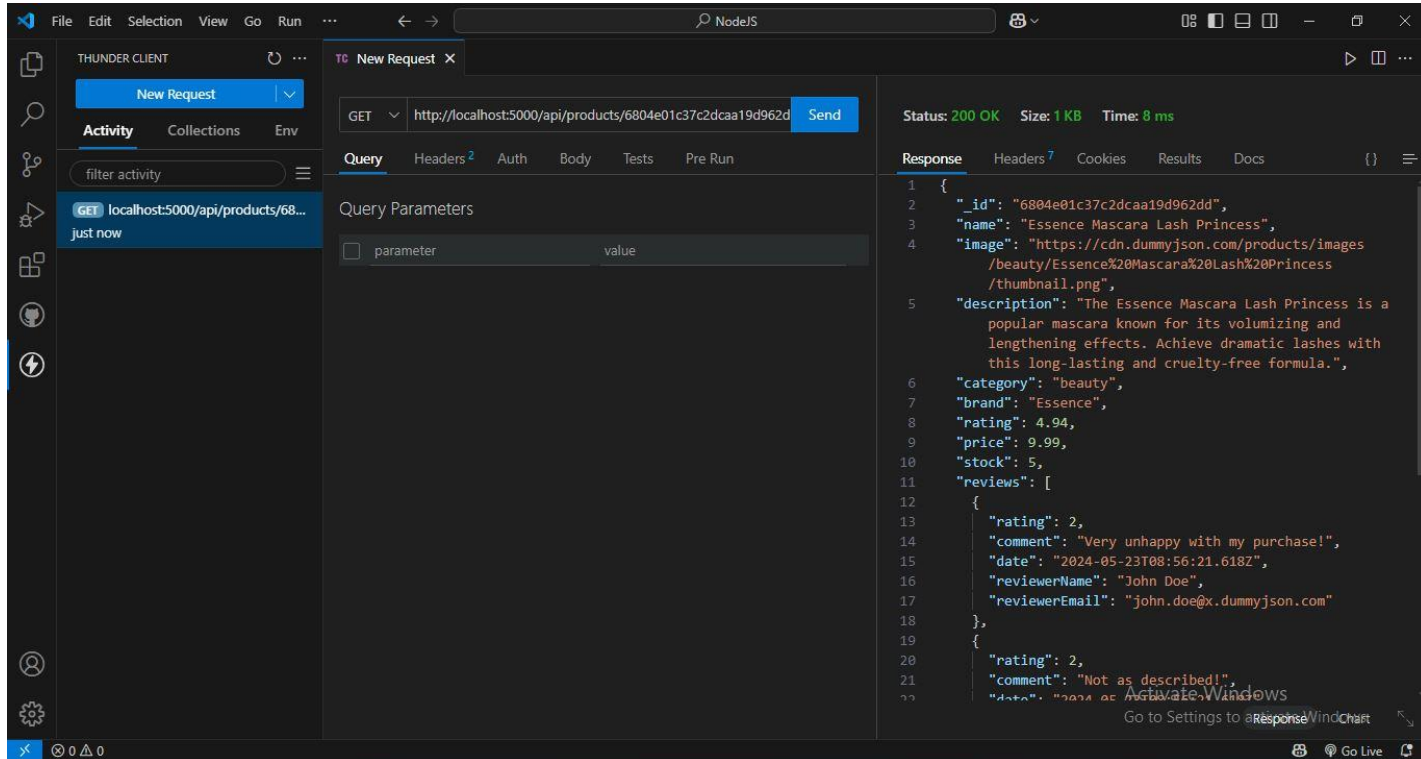 File Edit Selection View Go Run ··· ← → NodeJS
THUNDER CLIENT ···
New Request
Activity Collections Env
filter activity
GET localhost:5000/api/products/68...
just now
TC New Request ×
GET http://localhost:5000/api/products/6804e01c37c2dcaa19d962d Send
Query Headers 2 Auth Body Tests Pre Run
Query Parameters
parameter value
Status: 200 OK Size: 1 KB Time: 8 ms
Response Headers 7 Cookies Results Docs {}
1 {
2 "_id": "6804e01c37c2dcaa19d962dd",
3 "name": "Essence Mascara Lash Princess",
4 "image": "https://cdn.dummyjson.com/products/images
/beauty/Essence%20Mascara%20Lash%20Princess
/thumbnail.png",
5 "description": "The Essence Mascara Lash Princess is a
popular mascara known for its volumizing and
lengthening effects. Achieve dramatic lashes with
this long-lasting and cruelty-free formula.",
6 "category": "beauty",
7 "brand": "Essence",
8 "rating": 4.94,
9 "price": 9.99,
10 "stock": 5,
11 "reviews": [
12 {
13 "rating": 2,
14 "comment": "Very unhappy with my purchase!",
15 "date": "2024-05-23T08:56:21.618Z",
16 "reviewerName": "John Doe",
17 "reviewerEmail": "john.doe@x.dummyjson.com"
18 },
19 {
20 "rating": 2,
21 "comment": "Not as described!",
22 "date":
Activate Windows
Go to Settings to activate Windows.
Response Chart
0 0 Go Live